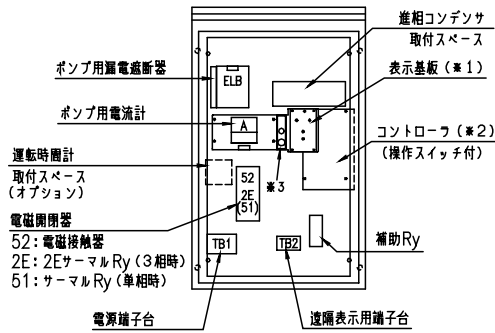 進相コンデンサ
取付スペース
ポンプ用漏電遮断器
ELB
表示基板(※1)
ポンプ用電流計
A
コントローラ(※2)
(操作スイッチ付)
運転時間計
取付スペース
(オプション)
52
2E
(51)
※3
電磁開閉器
52:電磁接触器
2E:2EサーマルRy(3相時)
51:サーマルRy(単相時)
TB1
TB2
補助Ry
電源端子台
遠隔表示用端子台